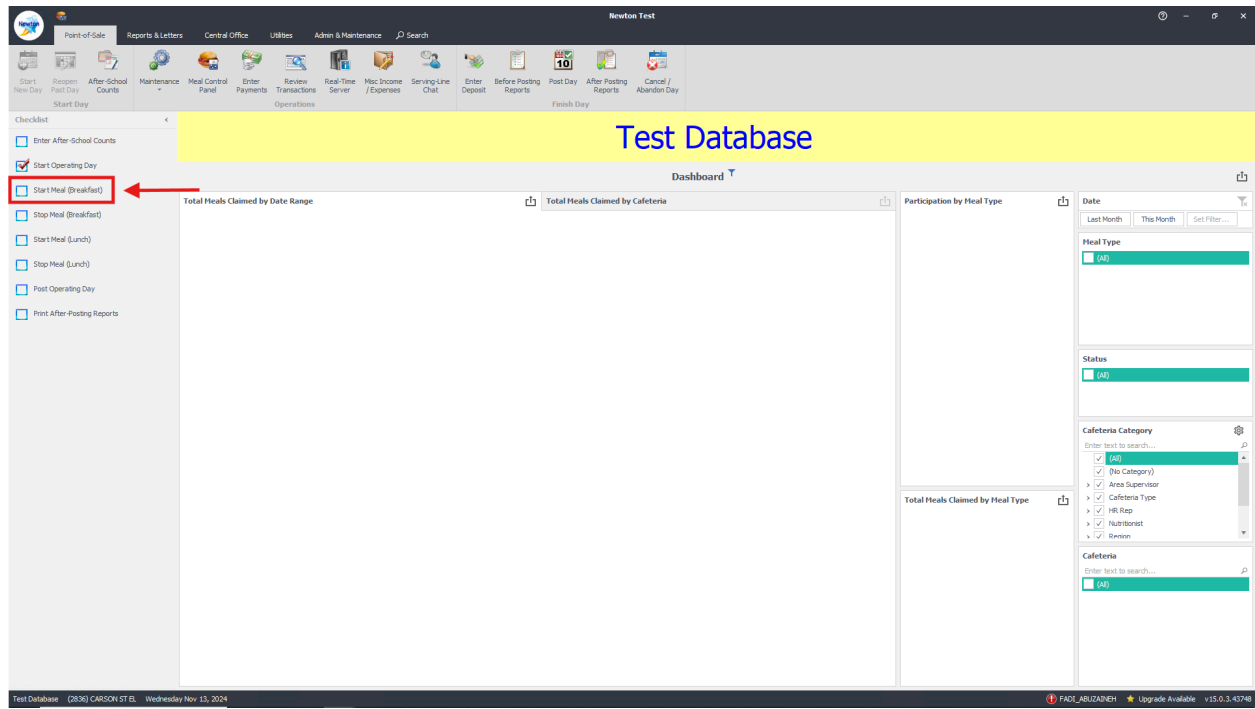 Newton Test
Newton
Point-of-Sale Reports & Letters Central Office Utilities Admin & Maintenance Search
Start New Day
Reopen Past Day
After-School Counts
Start Day
Maintenance
Meal Control Panel
Enter Payments
Review Transactions
Real-Time Server
Misc Income / Expenses
Serving-Line Chat
Operations
Enter Deposit
Before Posting Reports
10
Post Day
After Posting Reports
Cancel / Abandon Day
Finish Day
Checklist
Enter After-School Counts
Start Operating Day
Start Meal (Breakfast)
Stop Meal (Breakfast)
Start Meal (Lunch)
Stop Meal (Lunch)
Post Operating Day
Print After-Posting Reports
Test Database
Dashboard
Total Meals Claimed by Date Range
Total Meals Claimed by Cafeteria
Participation by Meal Type
Total Meals Claimed by Meal Type
Date
Last Month This Month Set Filter...
Meal Type
(All)
Status
(All)
Cafeteria Category
Enter text to search...
(All)
(No Category)
Area Supervisor
Cafeteria Type
HR Rep
Nutritionist
Region
Cafeteria
Enter text to search...
(All)
Test Database (2836) CARSON ST EL Wednesday Nov 13, 2024 FADI_ABUZAINEH Upgrade Available v15.0.3.43748